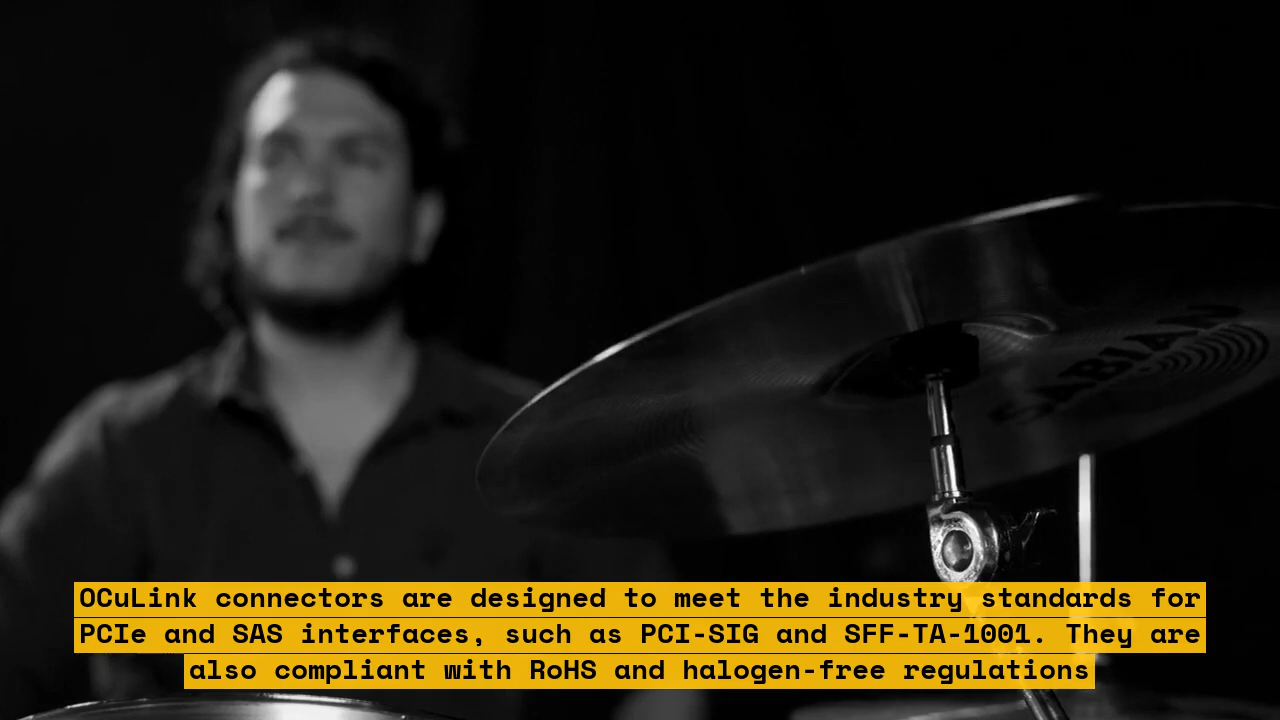 SABIAN
OCuLink connectors are designed to meet the industry standards for
PCIe and SAS interfaces, such as PCI-SIG and SFF-TA-1001. They are
also compliant with RoHS and halogen-free regulations